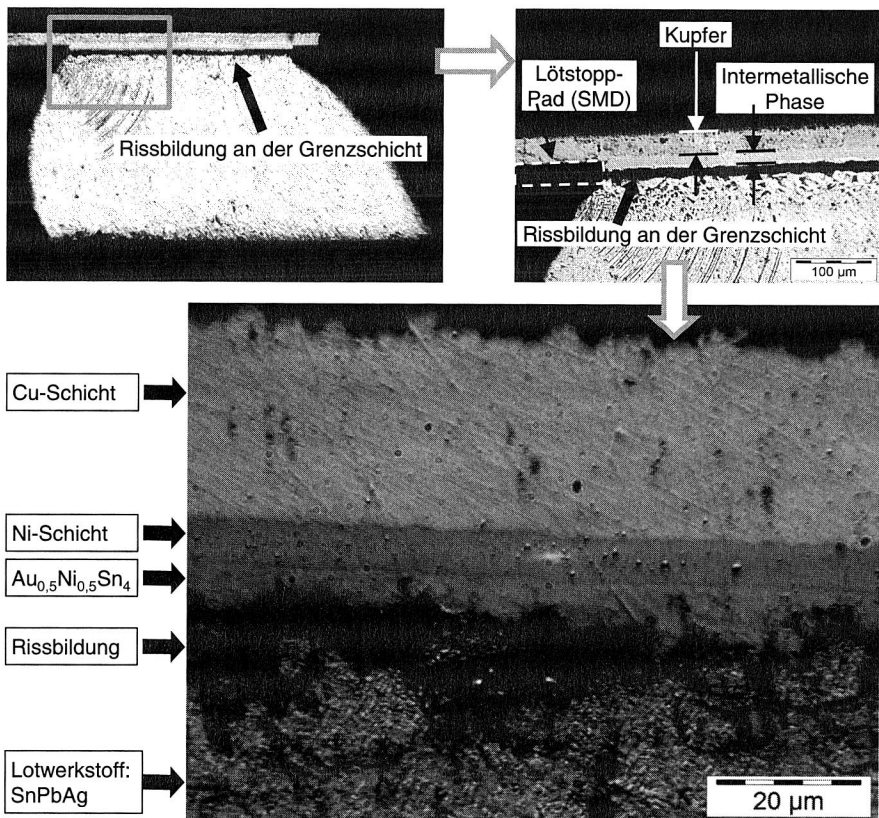 Rissbildung an der Grenzschicht
Kupfer
Lötstopp-
Pad (SMD)
Intermetallische
Phase
Rissbildung an der Grenzschicht
100 µm
Cu-Schicht
Ni-Schicht
Au0,5Ni0,5Sn4
Rissbildung
Lotwerkstoff:
SnPbAg
20 µm